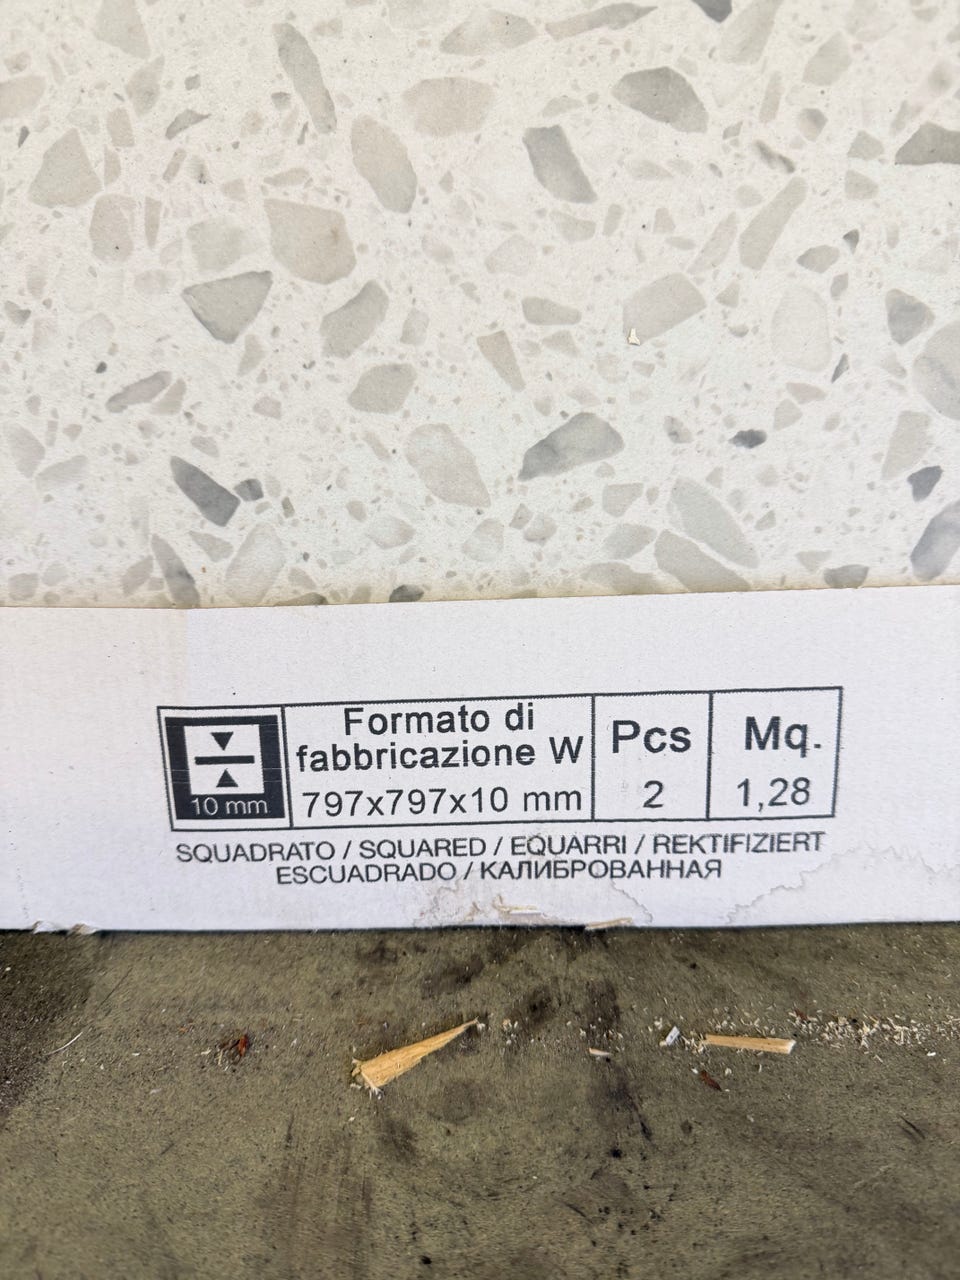 10 mm
Formato di
fabbricazione W
797x797x10 mm
Pcs
2
Mq.
1,28
SQUADRATO / SQUARED / EQUARRI / REKTIFIZIERT
ESCUADRADO / КАЛИБРОВАННАЯ